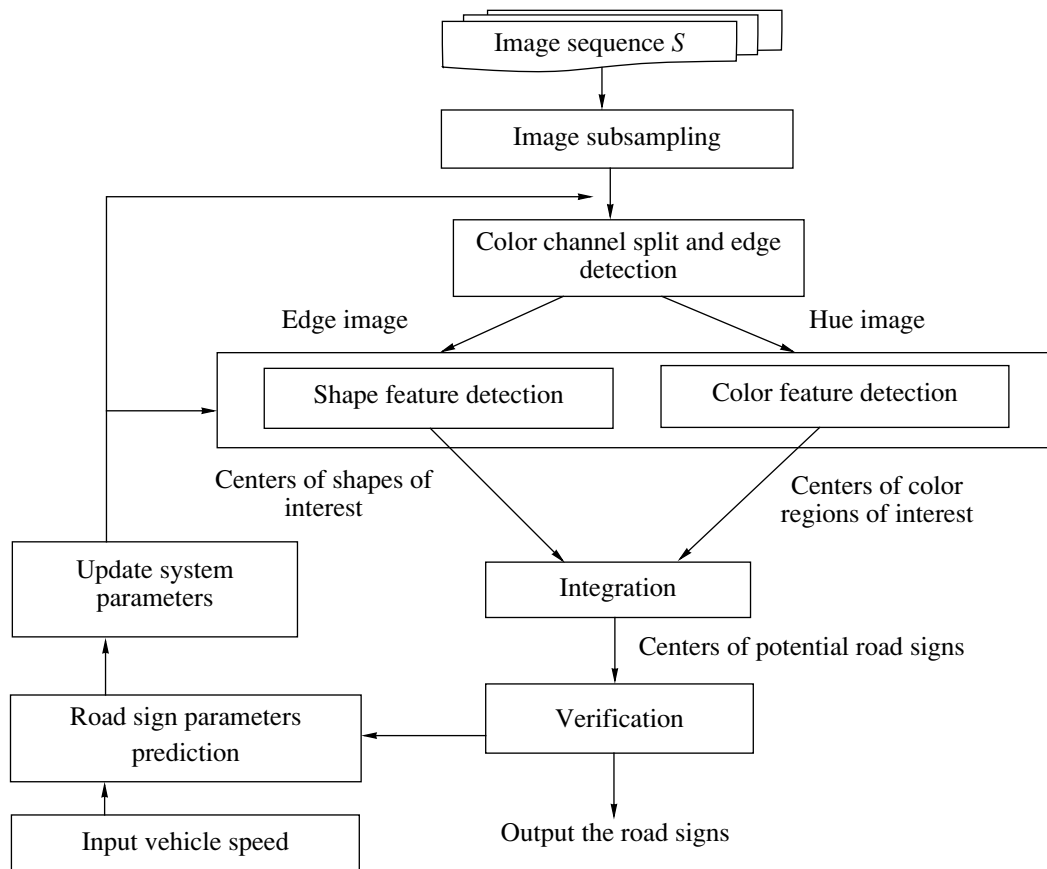 Image sequence S
Image subsampling
Color channel split and edge
detection
Edge image
Hue image
Shape feature detection
Color feature detection
Centers of shapes of
interest
Centers of color
regions of interest
Update system
parameters
Integration
Centers of potential road signs
Road sign parameters
prediction
Verification
Input vehicle speed
Output the road signs